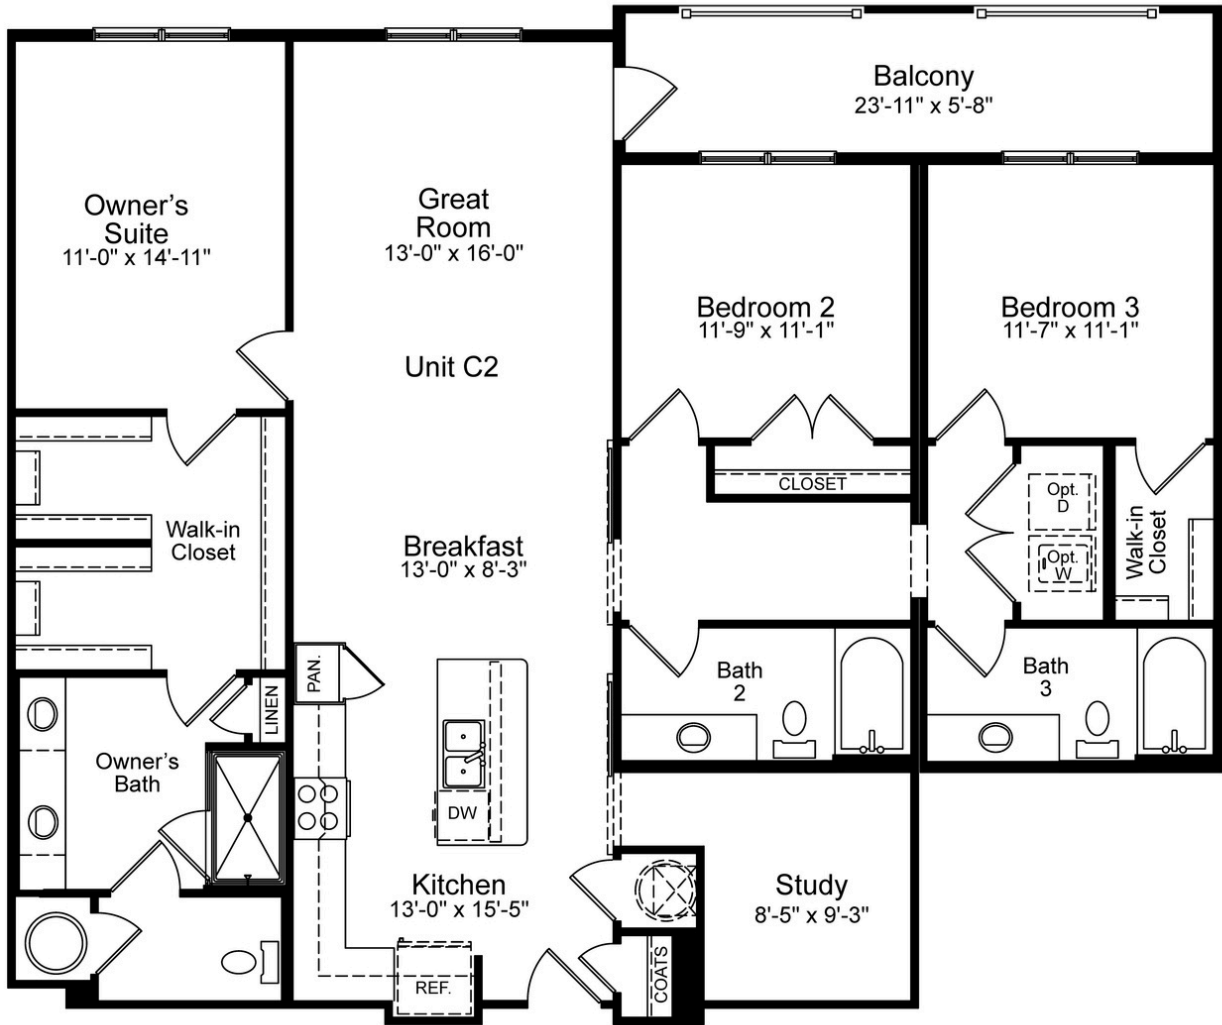 Balcony
23'-11" x 5'-8"
Owner's
Suite
11'-0" x 14'-11"
Great
Room
13'-0" x 16'-0"
Bedroom 2
11'-9" x 11'-1"
Bedroom 3
11'-7" x 11'-1"
Unit C2
CLOSET
Opt.
D
Opt.
W
Walk-in
Closet
Walk-in
Closet
Breakfast
13'-0" x 8'-3"
PAN.
LINEN
Bath
2
Bath
3
Owner's
Bath
DW
Kitchen
13'-0" x 15'-5"
Study
8'-5" x 9'-3"
REF.
COATS